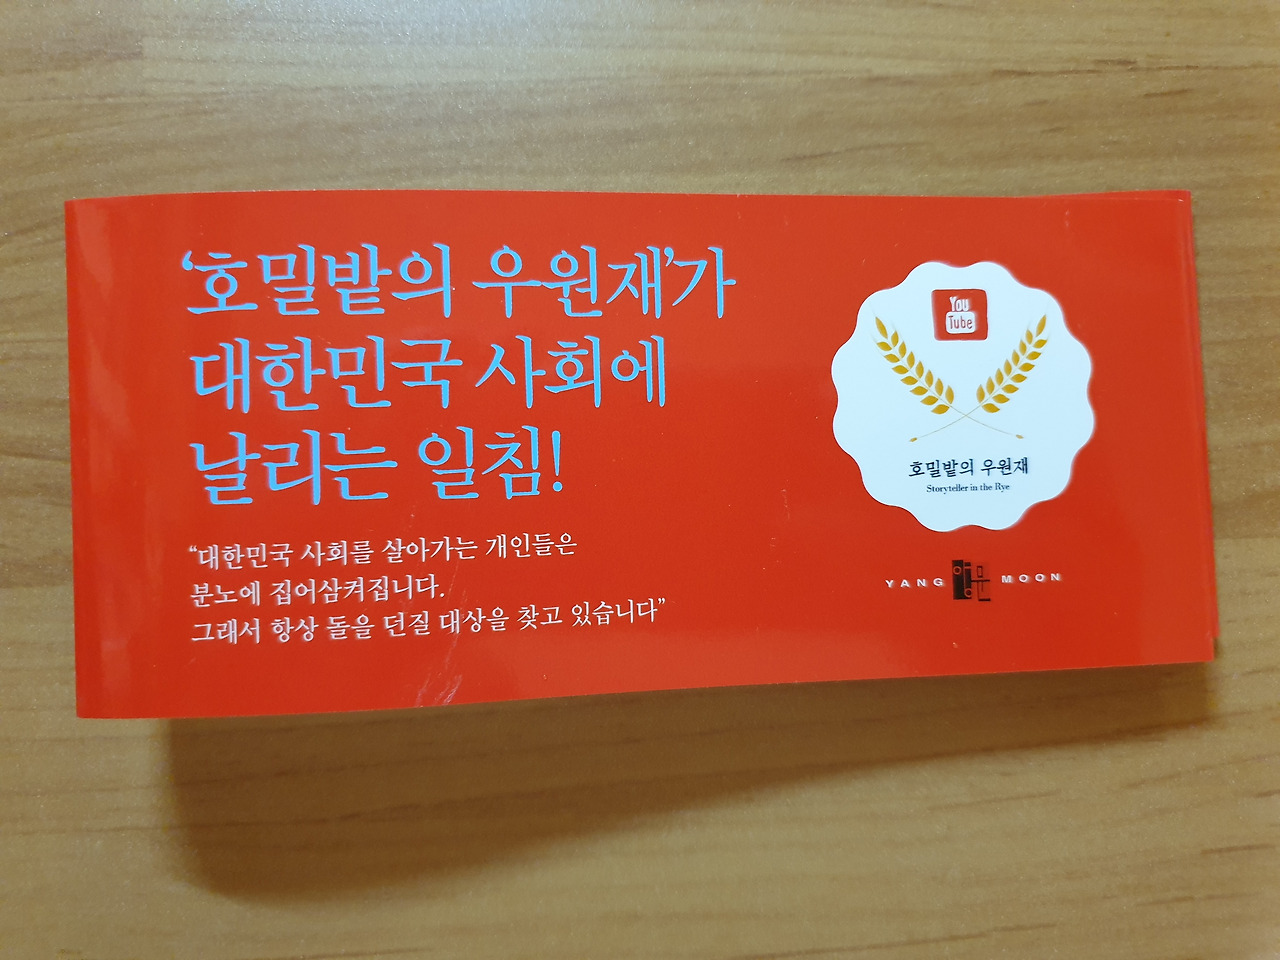 ‘호밀밭의 우원재’가
대한민국 사회에
날리는 일침!
“대한민국 사회를 살아가는 개인들은
분노에 집어삼켜집니다.
그래서 항상 돌을 던질 대상을 찾고 있습니다”
You
Tube
호밀밭의 우원재
Storyteller in the Rye
YANG 양문 MOON